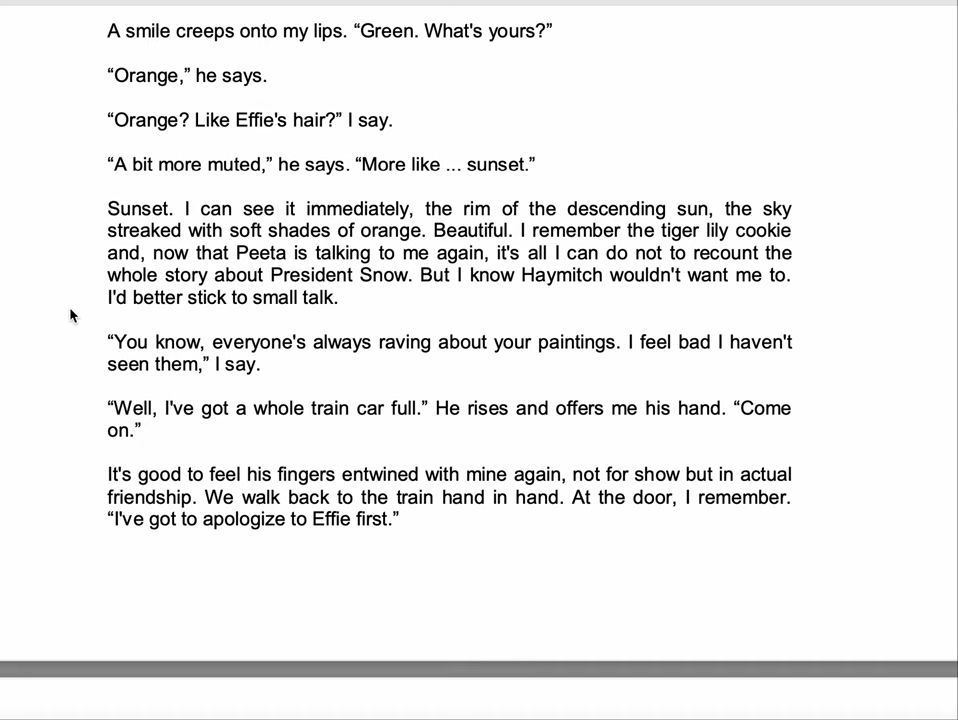 A smile creeps onto my lips. “Green. What's yours?”
“Orange,” he says.
“Orange? Like Effie's hair?” I say.
“A bit more muted,” he says. “More like ... sunset.”
Sunset. I can see it immediately, the rim of the descending sun, the sky
streaked with soft shades of orange. Beautiful. I remember the tiger lily cookie
and, now that Peeta is talking to me again, it's all I can do not to recount the
whole story about President Snow. But I know Haymitch wouldn't want me to.
I'd better stick to small talk.
“You know, everyone's always raving about your paintings. I feel bad I haven't
seen them,” I say.
“Well, I've got a whole train car full.” He rises and offers me his hand. “Come
on.”
It's good to feel his fingers entwined with mine again, not for show but in actual
friendship. We walk back to the train hand in hand. At the door, I remember.
“I've got to apologize to Effie first.”